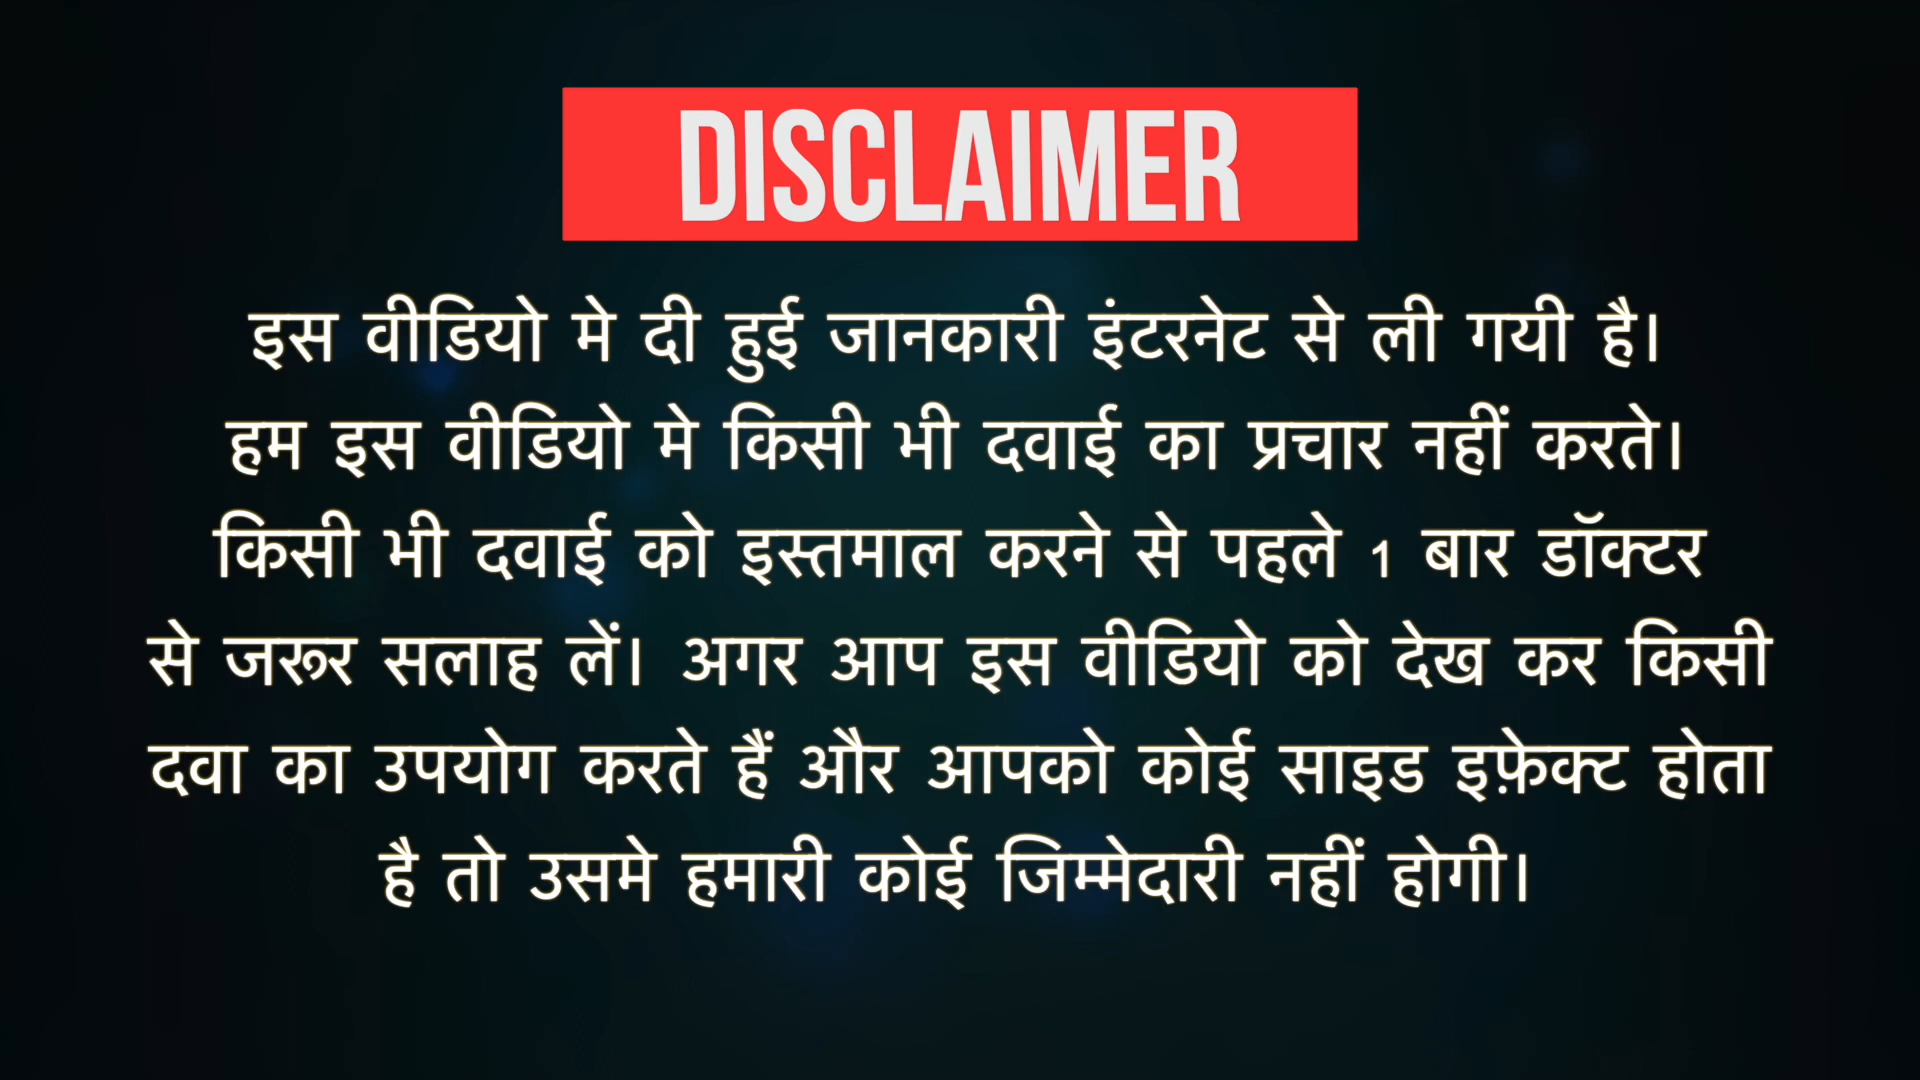 DISCLAIMER
इस वीडियो मे दी हुई जानकारी इंटरनेट से ली गयी है।
हम इस वीडियो मे किसी भी दवाई का प्रचार नहीं करते।
किसी भी दवाई को इस्तमाल करने से पहले 1 बार डॉक्टर
से जरूर सलाह लें। अगर आप इस वीडियो को देख कर किसी
दवा का उपयोग करते हैं और आपको कोई साइड इफ़ेक्ट होता
है तो उसमे हमारी कोई जिम्मेदारी नहीं होगी।